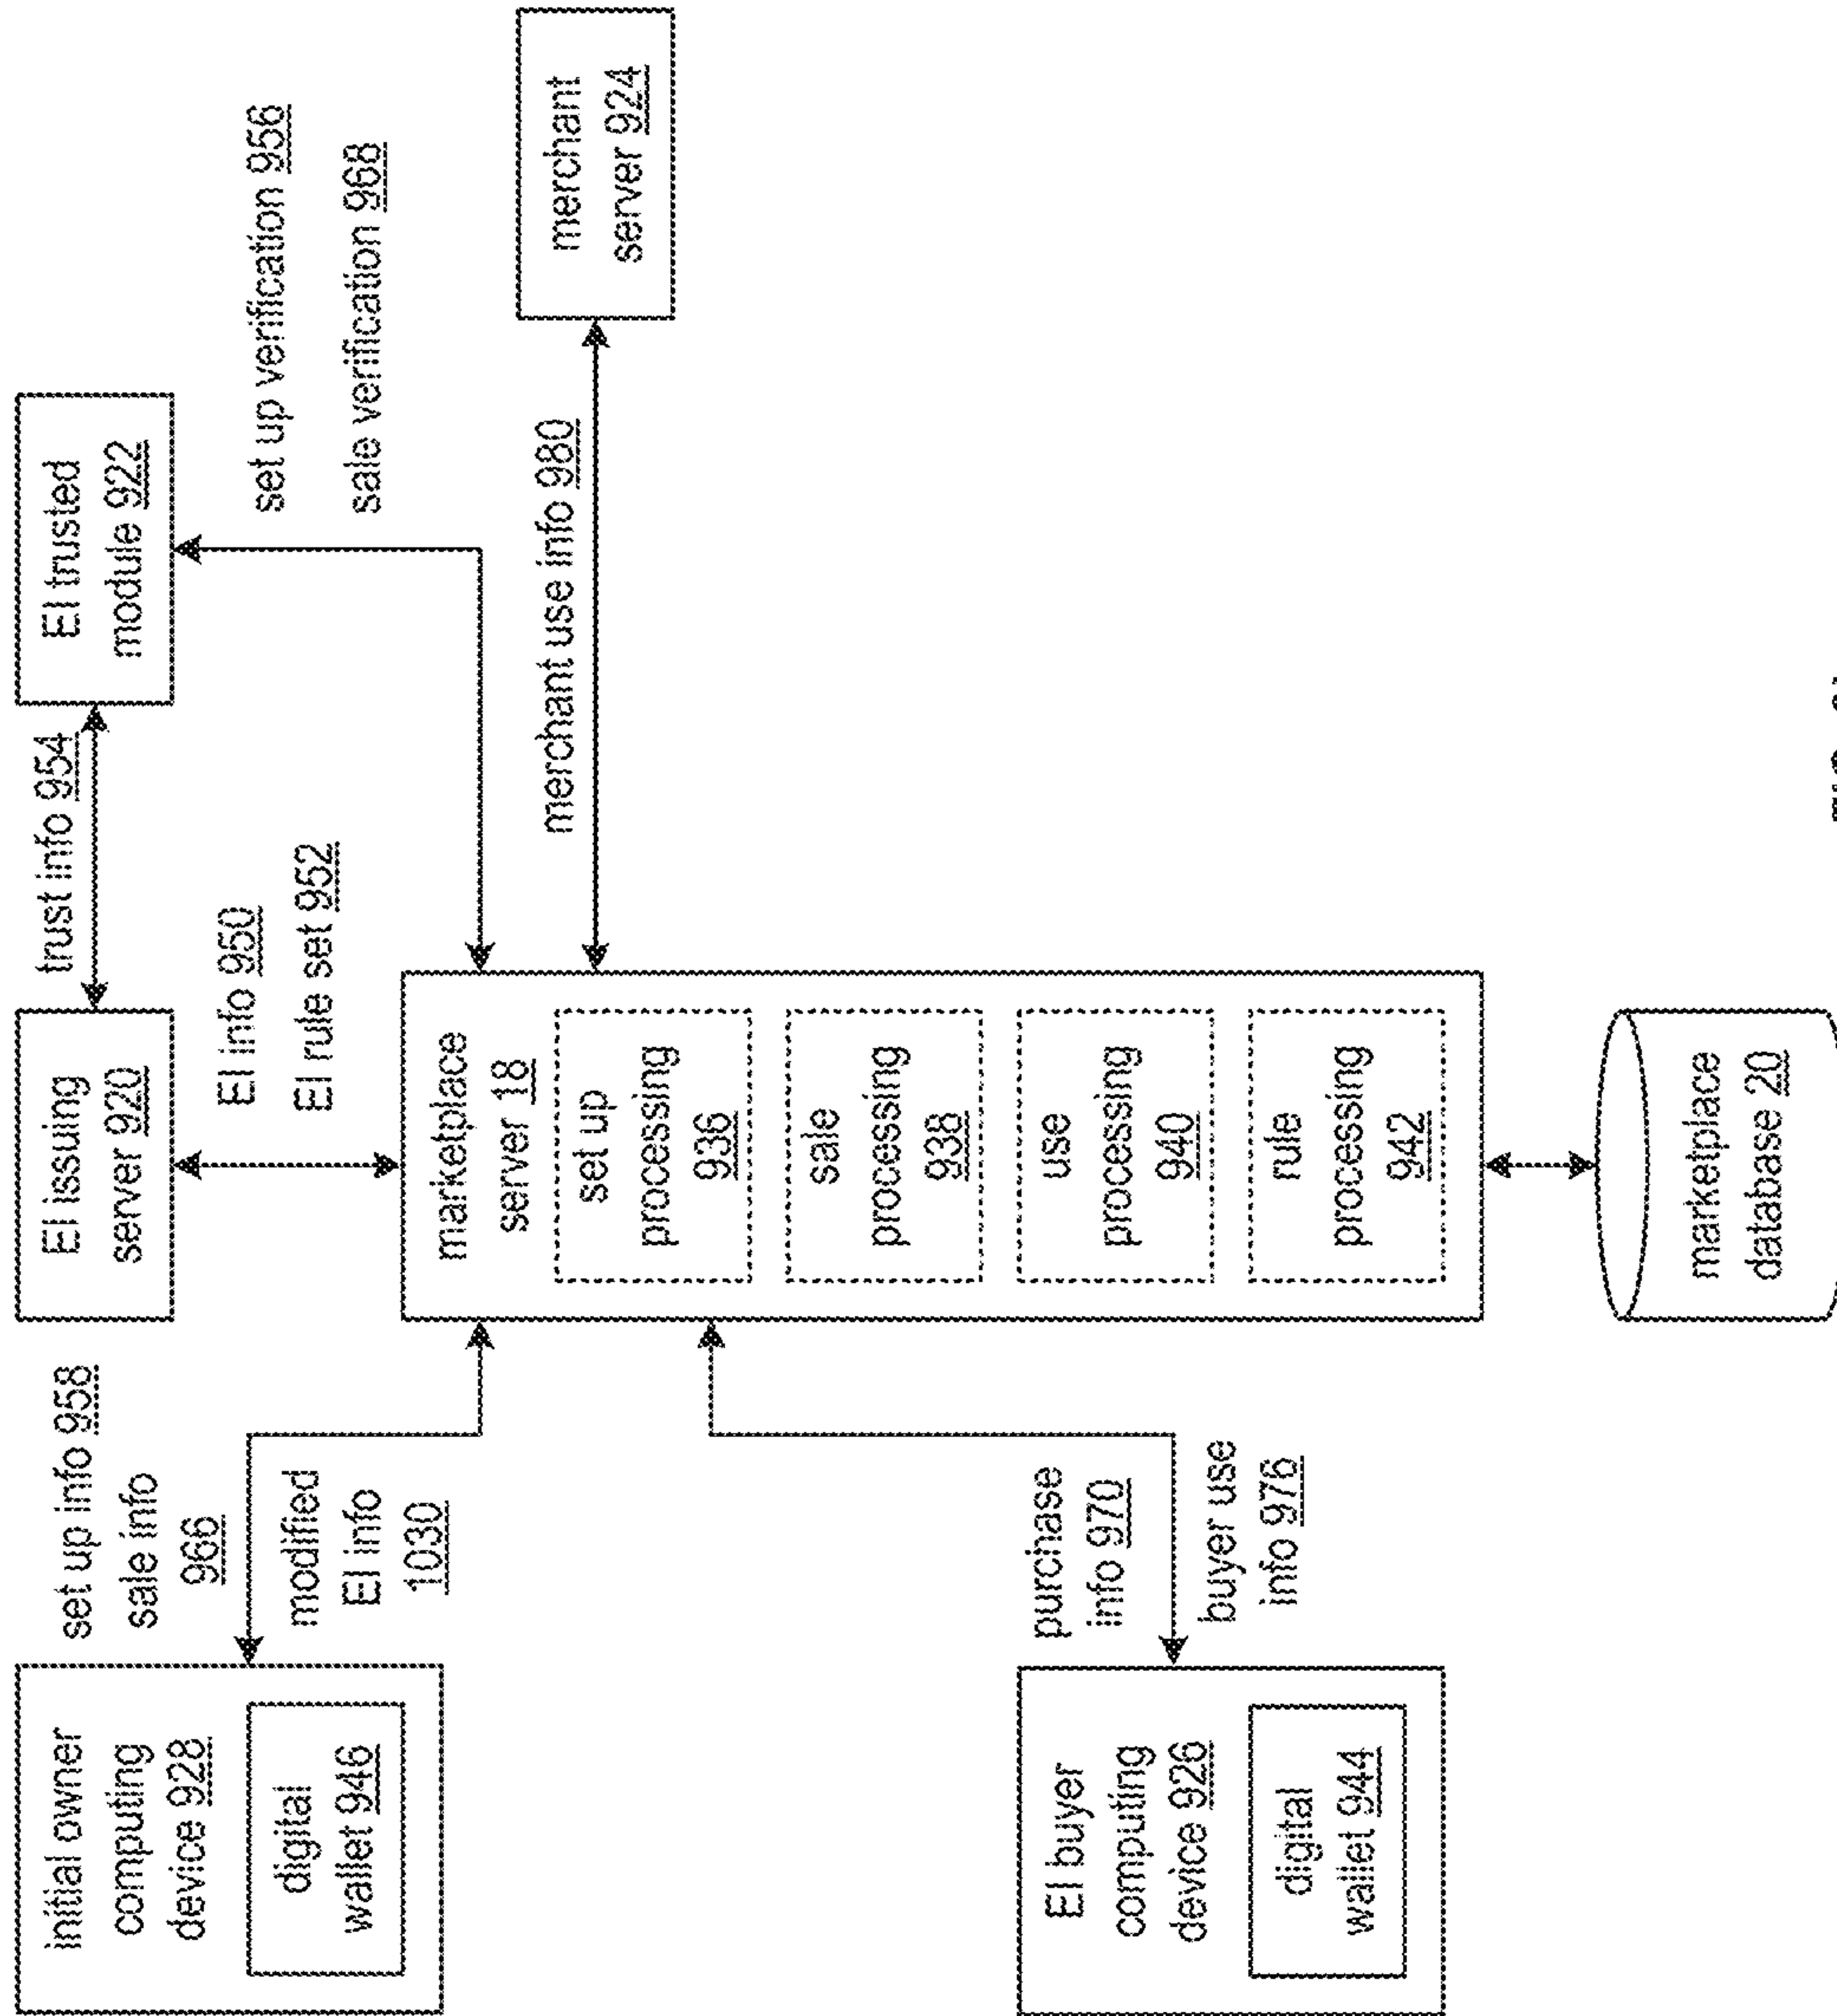 initial owner
computing
device 928
digital
wallet 946
set up info 958
sale info
966
modified
EI info
1030
EI issuing
server 920
trust info 954
EI trusted
module 922
EI info 950
EI rule set 952
set up verification 956
sale verification 968
marketplace
server 18
set up
processing
936
sale
processing
938
use
processing
940
rule
processing
942
merchant use info 980
merchant
server 924
EI buyer
computing
device 926
digital
wallet 944
purchase
info 970
buyer use
info 976
marketplace
database 20